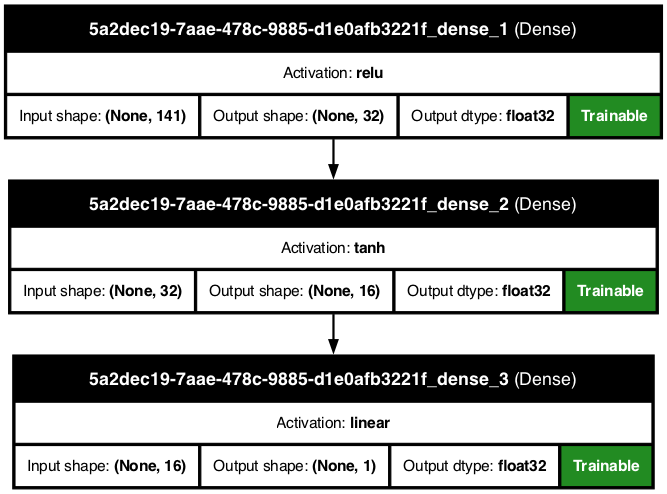 5a2dec19-7aae-478c-9885-d1e0afb3221f_dense_1 (Dense)
Activation: relu
Input shape: (None, 141) Output shape: (None, 32) Output dtype: float32 Trainable
5a2dec19-7aae-478c-9885-d1e0afb3221f_dense_2 (Dense)
Activation: tanh
Input shape: (None, 32) Output shape: (None, 16) Output dtype: float32 Trainable
5a2dec19-7aae-478c-9885-d1e0afb3221f_dense_3 (Dense)
Activation: linear
Input shape: (None, 16) Output shape: (None, 1) Output dtype: float32 Trainable